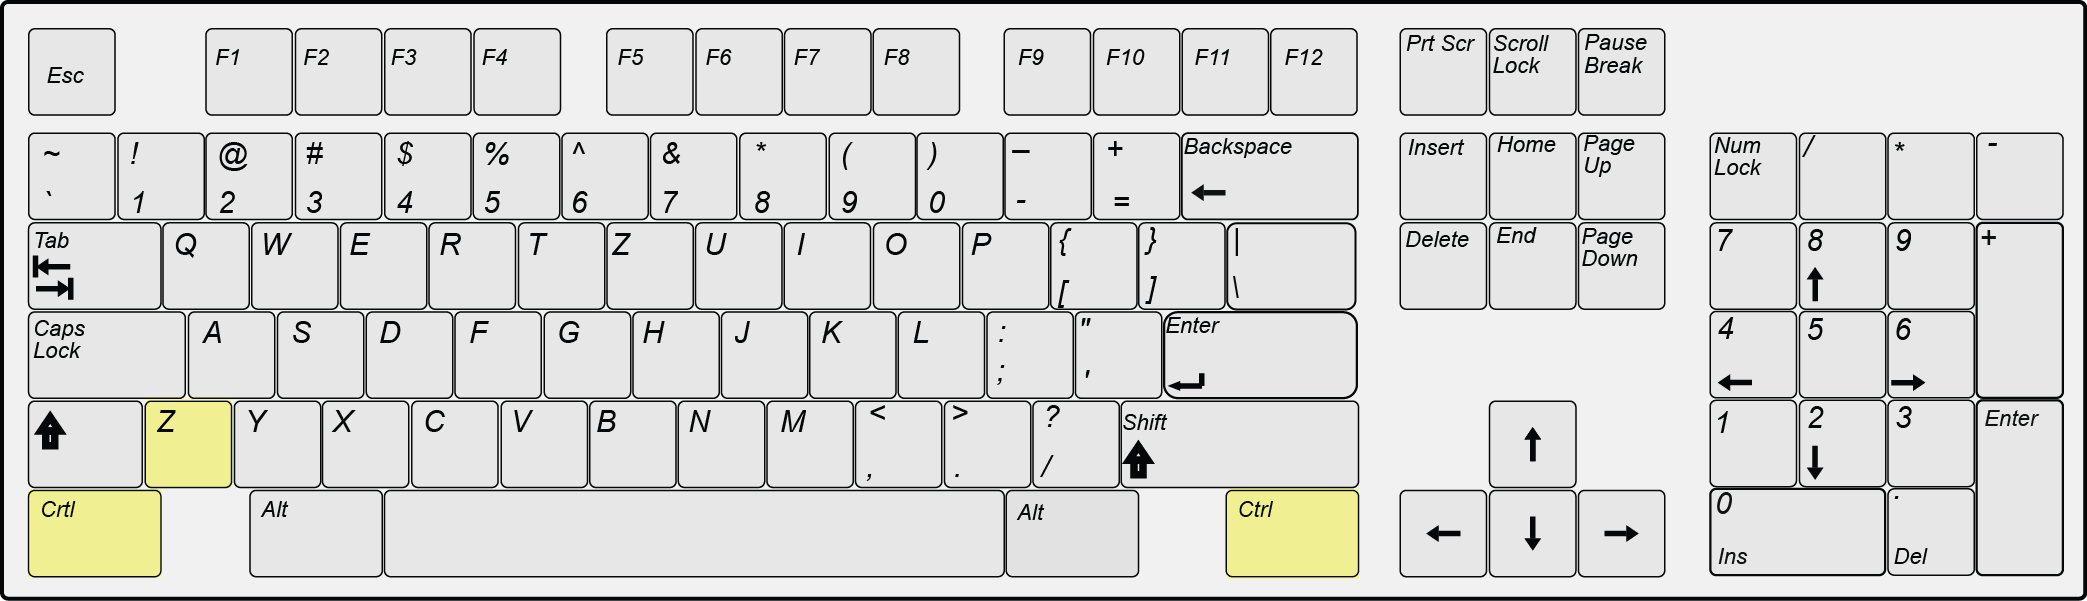 Esc F1 F2 F3 F4 F5 F6 F7 F8 F9 F10 F11 F12 Prt Scr Scroll Pause
Lock Break
~ ! @ # $ % ^ & * ( ) – + Backspace Insert Home Page Num / * -
Up Lock
` 1 2 3 4 5 6 7 8 9 0 - = ←
Tab Q W E R T Z U I O P { } | Delete End Page 7 8 9 +
Down
[ ] \ ↑
Caps A S D F G H J K L : " Enter 4 5 6
Lock
; ' ← →
Z Y X C V B N M < > ? Shift ↑ 1 2 3 Enter
, . / ↓
Crtl Alt Alt Ctrl ← ↓ → 0 .
Ins Del